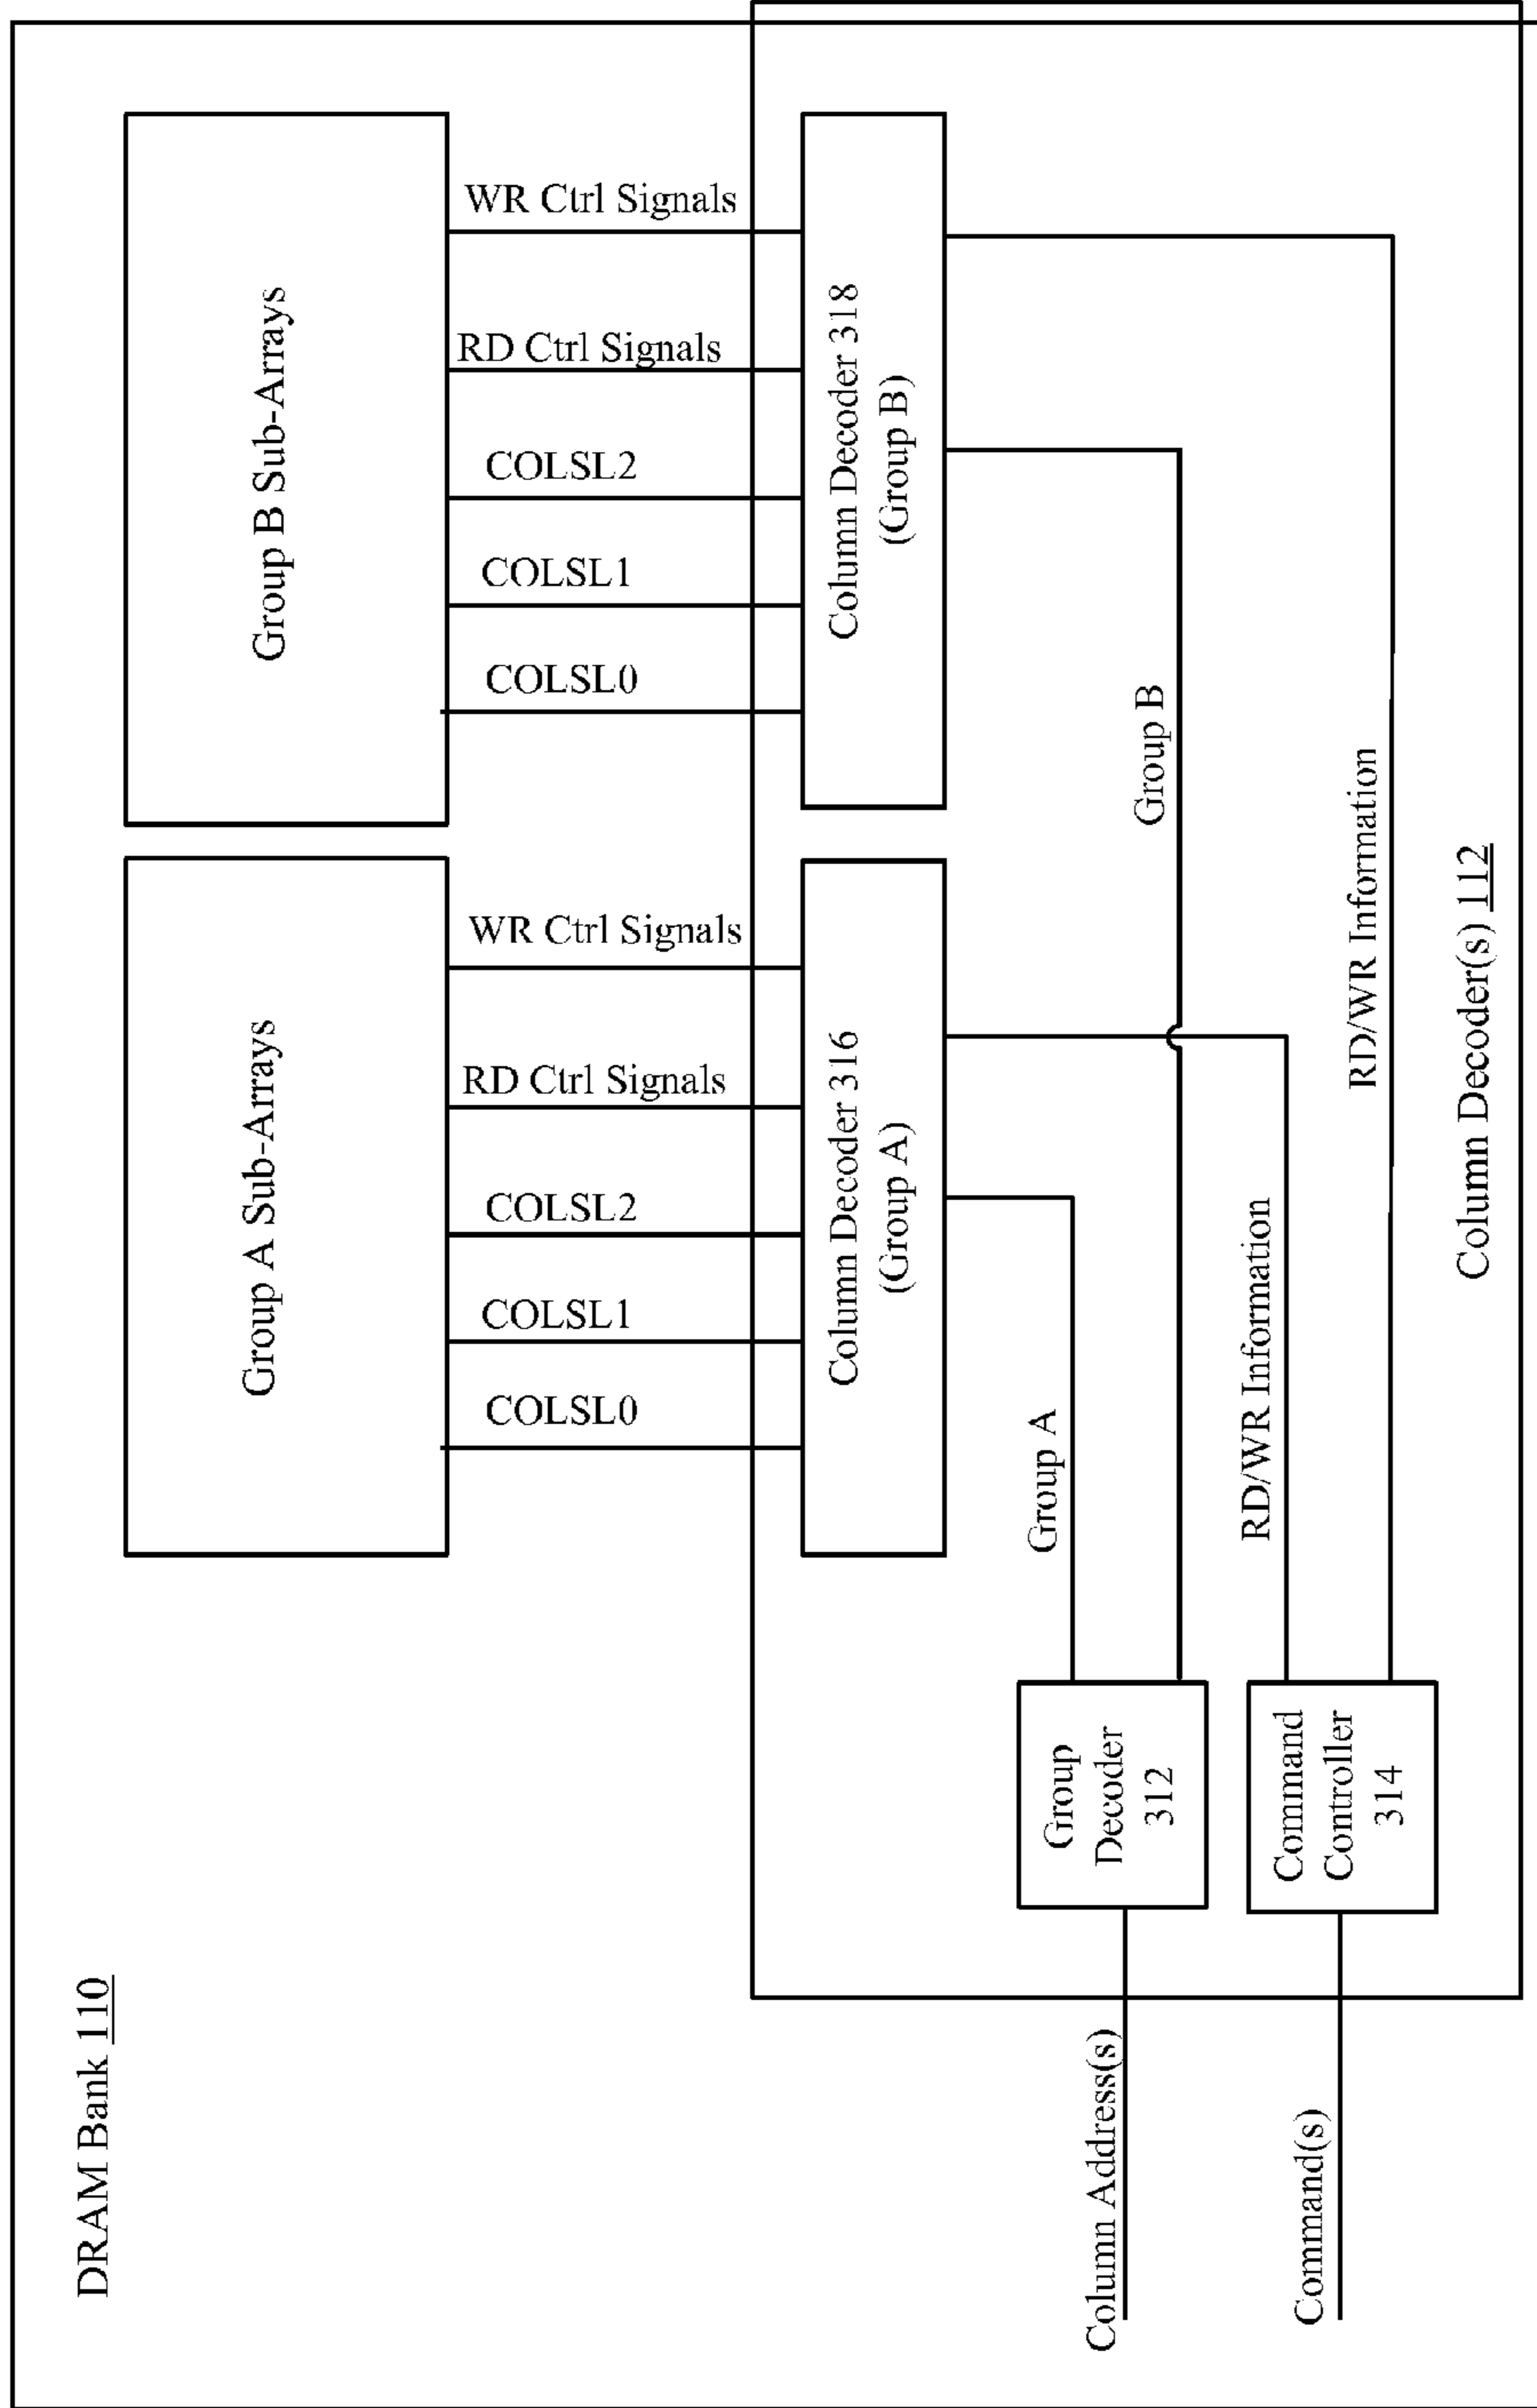 DRAM Bank 110
Group A Sub-Arrays
Group B Sub-Arrays
COLSL0
COLSL1
COLSL2
RD Ctrl Signals
WR Ctrl Signals
COLSL0
COLSL1
COLSL2
RD Ctrl Signals
WR Ctrl Signals
Column Decoder 316
(Group A)
Column Decoder 318
(Group B)
Group A
Group B
Column Address(s)
Group
Decoder
312
RD/WR Information
RD/WR Information
Command(s)
Command
Controller
314
Column Decoder(s) 112